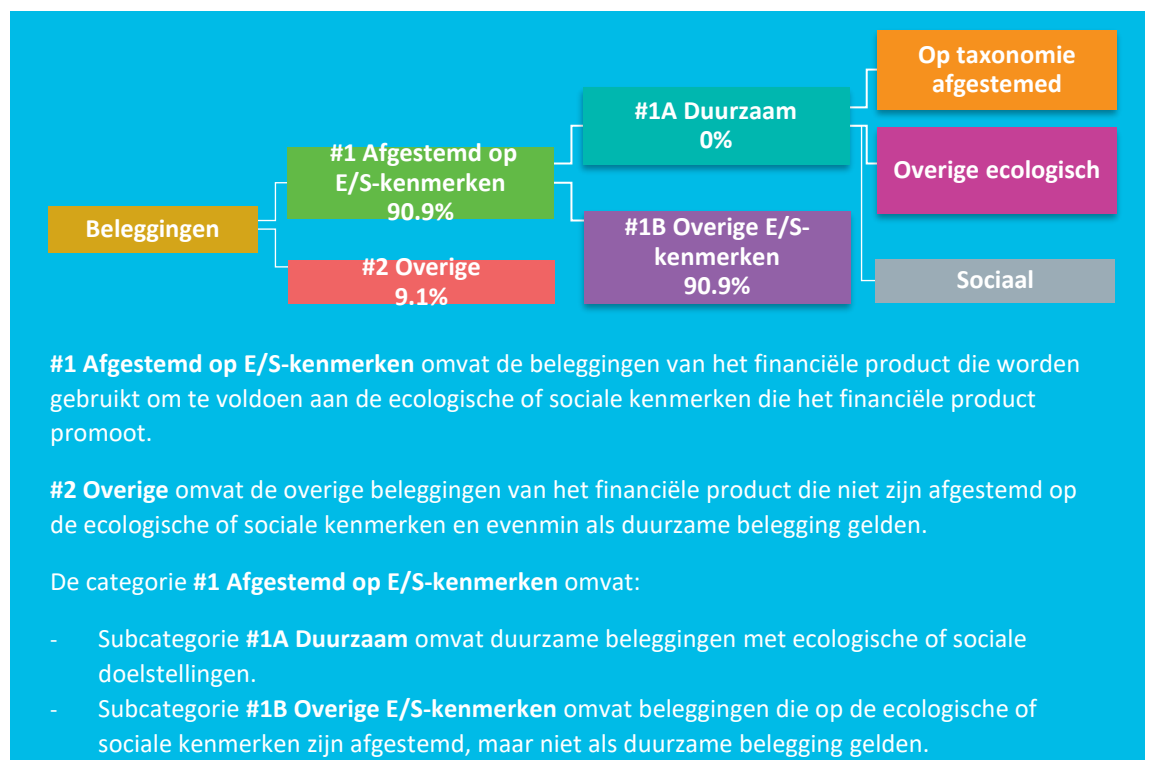 Beleggingen
#1 Afgestemd op
E/S-kenmerken
90.9%
#2 Overige
9.1%
#1A Duurzaam
0%
#1B Overige E/S-
kenmerken
90.9%
Op taxonomie
afgestemed
Overige ecologisch
Sociaal
#1 Afgestemd op E/S-kenmerken omvat de beleggingen van het financiële product die worden
gebruikt om te voldoen aan de ecologische of sociale kenmerken die het financiële product
promoot.
#2 Overige omvat de overige beleggingen van het financiële product die niet zijn afgestemd op
de ecologische of sociale kenmerken en evenmin als duurzame belegging gelden.
De categorie #1 Afgestemd op E/S-kenmerken omvat:
- Subcategorie #1A Duurzaam omvat duurzame beleggingen met ecologische of sociale
doelstellingen.
- Subcategorie #1B Overige E/S-kenmerken omvat beleggingen die op de ecologische of
sociale kenmerken zijn afgestemd, maar niet als duurzame belegging gelden.